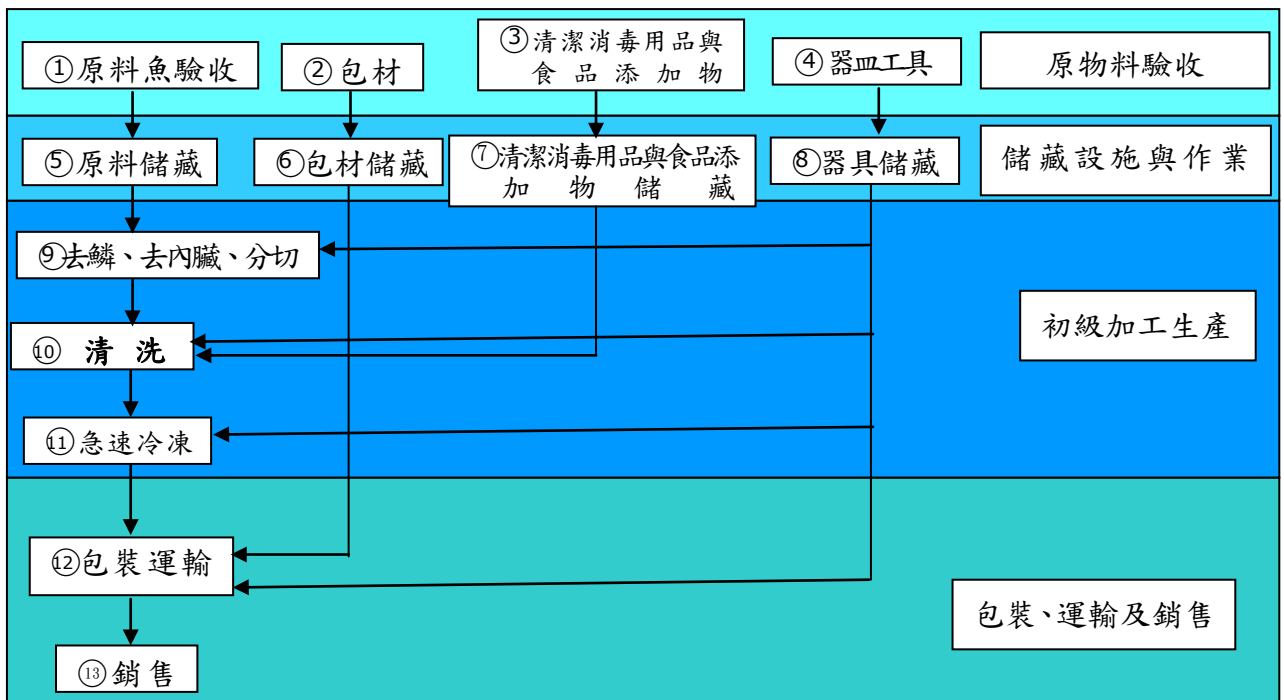 ①原料魚驗收
②包材
③清潔消毒用品與
食品添加物
④器皿工具
原物料驗收
⑤原料儲藏
⑥包材儲藏
⑦清潔消毒用品與食品添
加物儲藏
⑧器具儲藏
儲藏設施與作業
⑨去鱗、去內臟、分切
⑩清洗
初級加工生產
⑪急速冷凍
⑫包裝運輸
包裝、運輸及銷售
⑬銷售